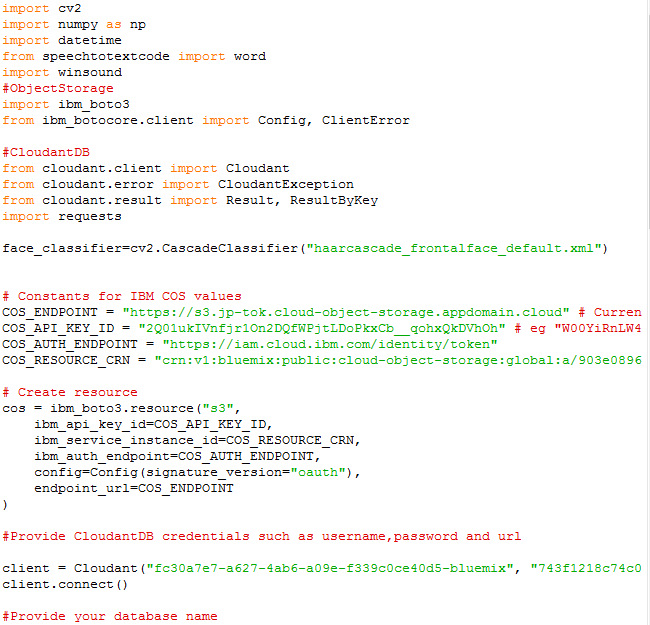 import cv2
import numpy as np
import datetime
from speechtotextcode import word
import winsound
#ObjectStorage
import ibm_boto3
from ibm_botocore.client import Config, ClientError
#CloudantDB
from cloudant.client import Cloudant
from cloudant.error import CloudantException
from cloudant.result import Result, ResultByKey
import requests
face_classifier=cv2.CascadeClassifier("haarcascade_frontalface_default.xml")
# Constants for IBM COS values
COS_ENDPOINT = "https://s3.jp-tok.cloud-object-storage.appdomain.cloud" # Curren
COS_API_KEY_ID = "2Q01ukIVnfjr1On2DQfWPjtLDoPkxCb__qohxQkDVhOh" # eg "W00YiRnLW4
COS_AUTH_ENDPOINT = "https://iam.cloud.ibm.com/identity/token"
COS_RESOURCE_CRN = "crn:v1:bluemix:public:cloud-object-storage:global:a/903e0896
# Create resource
cos = ibm_boto3.resource("s3",
    ibm_api_key_id=COS_API_KEY_ID,
    ibm_service_instance_id=COS_RESOURCE_CRN,
    ibm_auth_endpoint=COS_AUTH_ENDPOINT,
    config=Config(signature_version="oauth"),
    endpoint_url=COS_ENDPOINT
)
#Provide CloudantDB credentials such as username,password and url
client = Cloudant("fc30a7e7-a627-4ab6-a09e-f339c0ce40d5-bluemix", "743f1218c74c0
client.connect()
#Provide your database name